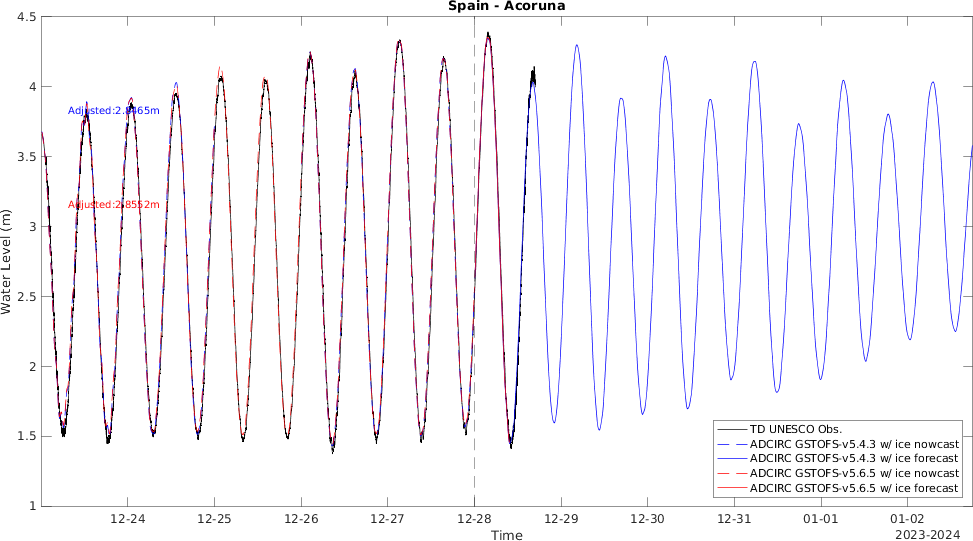 Spain - Acoruna
4.5
4
3.5
3
2.5
2
1.5
1
Water Level (m)
Adjusted:2.8465m
Adjusted:2.8552m
TD UNESCO Obs.
ADCIRC GSTOFS-v5.4.3 w/ ice nowcast
ADCIRC GSTOFS-v5.4.3 w/ ice forecast
ADCIRC GSTOFS-v5.6.5 w/ ice nowcast
ADCIRC GSTOFS-v5.6.5 w/ ice forecast
12-24 12-25 12-26 12-27 12-28 12-29 12-30 12-31 01-01 01-02
Time
2023-2024